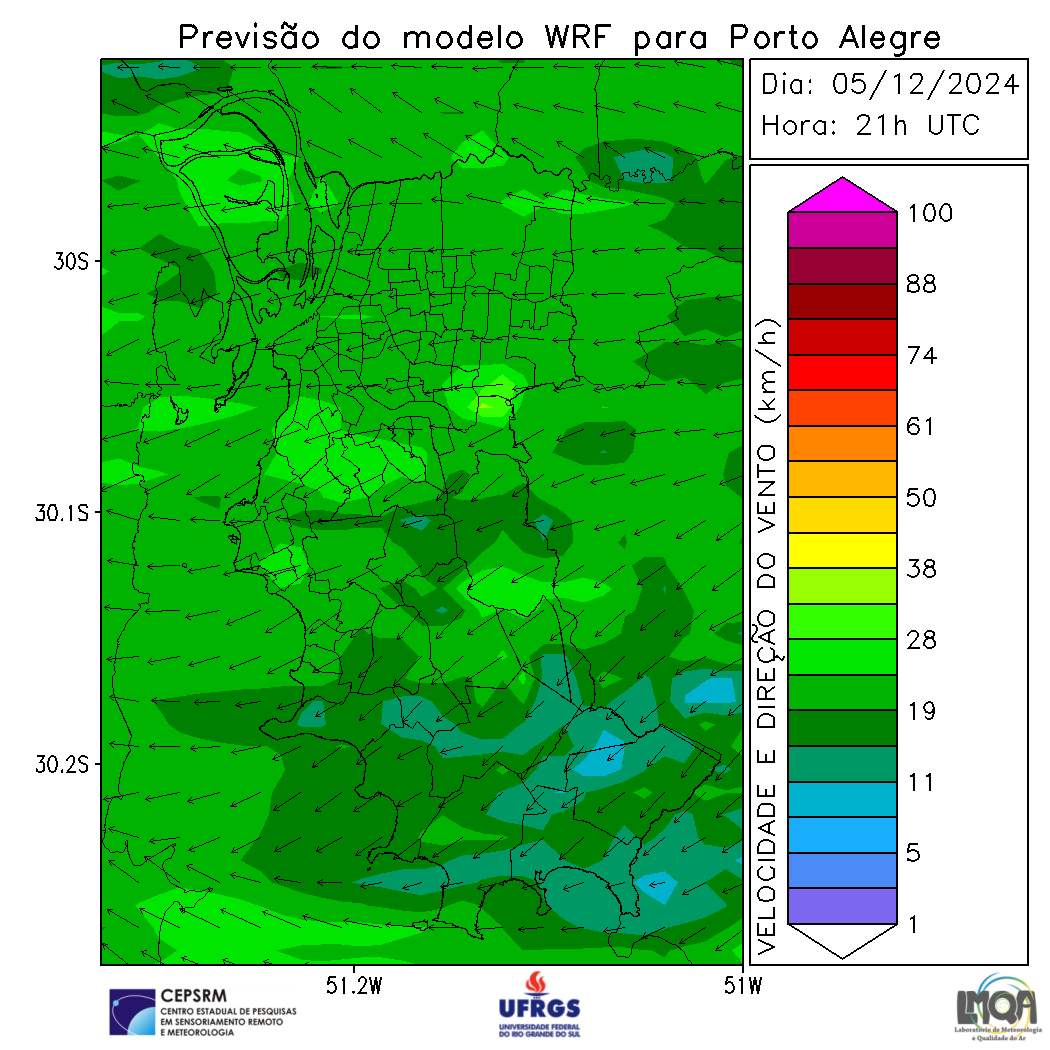 Previsão do modelo WRF para Porto Alegre
Dia: 05/12/2024
Hora: 21h UTC
30S
30.1S
30.2S
51.2W
51W
VELOCIDADE E DIREÇÃO DO VENTO (km/h)
100
88
74
61
50
38
28
19
11
5
1
CEPSRM
CENTRO ESTADUAL DE PESQUISAS
EM SENSORIAMENTO REMOTO
E METEOROLOGIA
UFRGS
UNIVERSIDADE FEDERAL
DO RIO GRANDE DO SUL
LMQA
Laboratório de Meteorologia
e Qualidade do Ar